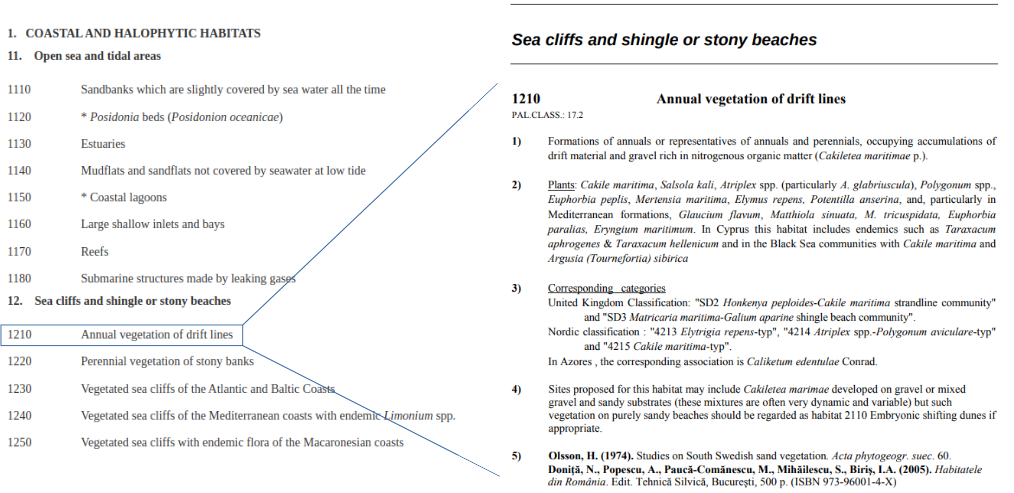 1. COASTAL AND HALOPHYTIC HABITATS
11. Open sea and tidal areas
1110 Sandbanks which are slightly covered by sea water all the time
1120 * Posidonia beds (Posidonion oceanicae)
1130 Estuaries
1140 Mudflats and sandflats not covered by seawater at low tide
1150 * Coastal lagoons
1160 Large shallow inlets and bays
1170 Reefs
1180 Submarine structures made by leaking gases
12. Sea cliffs and shingle or stony beaches
1210 Annual vegetation of drift lines
1220 Perennial vegetation of stony banks
1230 Vegetated sea cliffs of the Atlantic and Baltic Coasts
1240 Vegetated sea cliffs of the Mediterranean coasts with endemic Limonium spp.
1250 Vegetated sea cliffs with endemic flora of the Macaronesian coasts
Sea cliffs and shingle or stony beaches
1210 Annual vegetation of drift lines
PAL.CLASS.: 17.2
1) Formations of annuals or representatives of annuals and perennials, occupying accumulations of
drift material and gravel rich in nitrogenous organic matter (Cakiletea maritimae p.).
2) Plants: Cakile maritima, Salsola kali, Atriplex spp. (particularly A. glabriuscula), Polygonum spp.,
Euphorbia peplis, Mertensia maritima, Elymus repens, Potentilla anserina, and, particularly in
Mediterranean formations, Glaucium flavum, Matthiola sinuata, M. tricuspidata, Euphorbia
paralias, Eryngium maritimum. In Cyprus this habitat includes endemics such as Taraxacum
aphrogenes & Taraxacum hellenicum and in the Black Sea communities with Cakile maritima and
Argusia (Tournefortia) sibirica
3) Corresponding categories
United Kingdom Classification: "SD2 Honkenya peploides-Cakile maritima strandline community"
and "SD3 Matricaria maritima-Galium aparine shingle beach community".
Nordic classification : "4213 Elytrigia repens-typ", "4214 Atriplex spp.-Polygonum aviculare-typ"
and "4215 Cakile maritima-typ".
In Azores , the corresponding association is Caliketum edentulae Conrad.
4) Sites proposed for this habitat may include Cakiletea marimae developed on gravel or mixed
gravel and sandy substrates (these mixtures are often very dynamic and variable) but such
vegetation on purely sandy beaches should be regarded as habitat 2110 Embryonic shifting dunes if
appropriate.
5) Olsson, H. (1974). Studies on South Swedish sand vegetation. Acta phytogeogr. suec. 60.
Doniţă, N., Popescu, A., Paucă-Comănescu, M., Mihăilescu, S., Biriş, I.A. (2005). Habitatele
din România. Edit. Tehnică Silvică, Bucureşti, 500 p. (ISBN 973-96001-4-X)